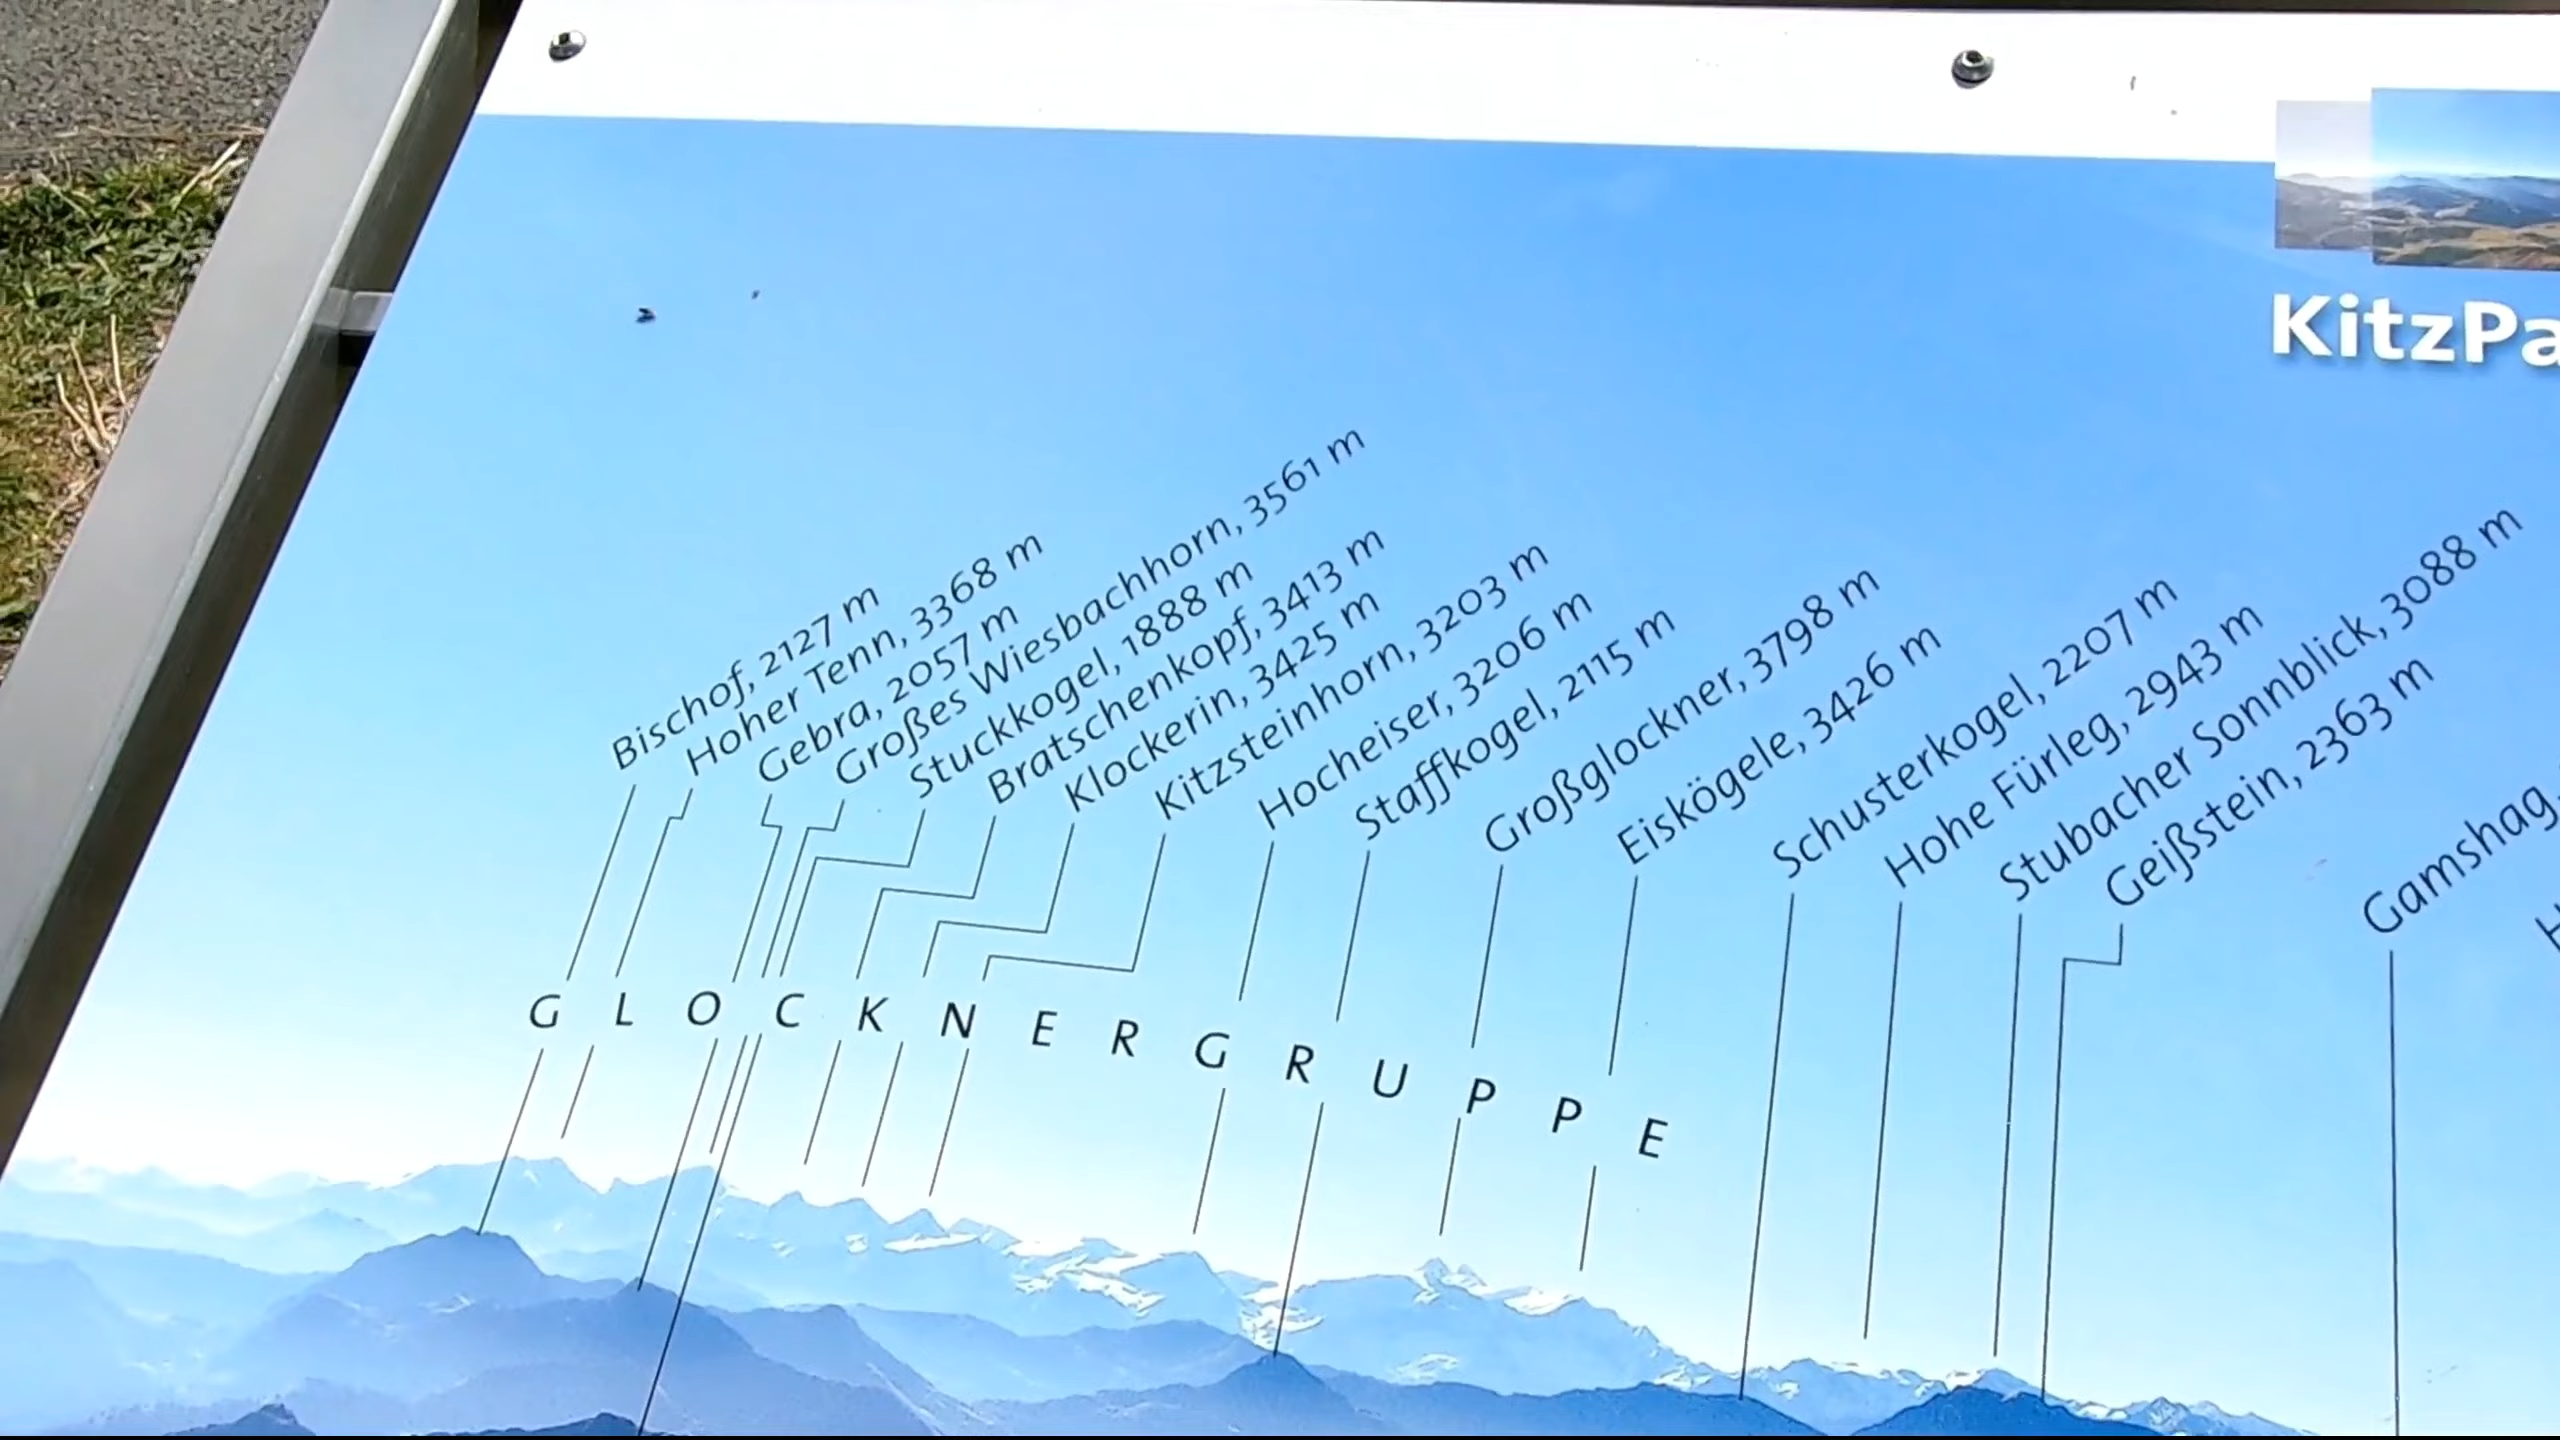 KitzPa
Bischof, 2127 m
Hoher Tenn, 3368 m
Gebra, 2057 m
Großes Wiesbachhorn, 3561 m
Stuckkogel, 1888 m
Bratschenkopf, 3413 m
Klockerin, 3425 m
Kitzsteinhorn, 3203 m
Hocheiser, 3206 m
Staffkogel, 2115 m
Großglockner, 3798 m
Eiskögele, 3426 m
Schusterkogel, 2207 m
Hohe Fürleg, 2943 m
Stubacher Sonnblick, 3088 m
Geißstein, 2363 m
Gamshag,
H
GLOCKNERGRUPPE